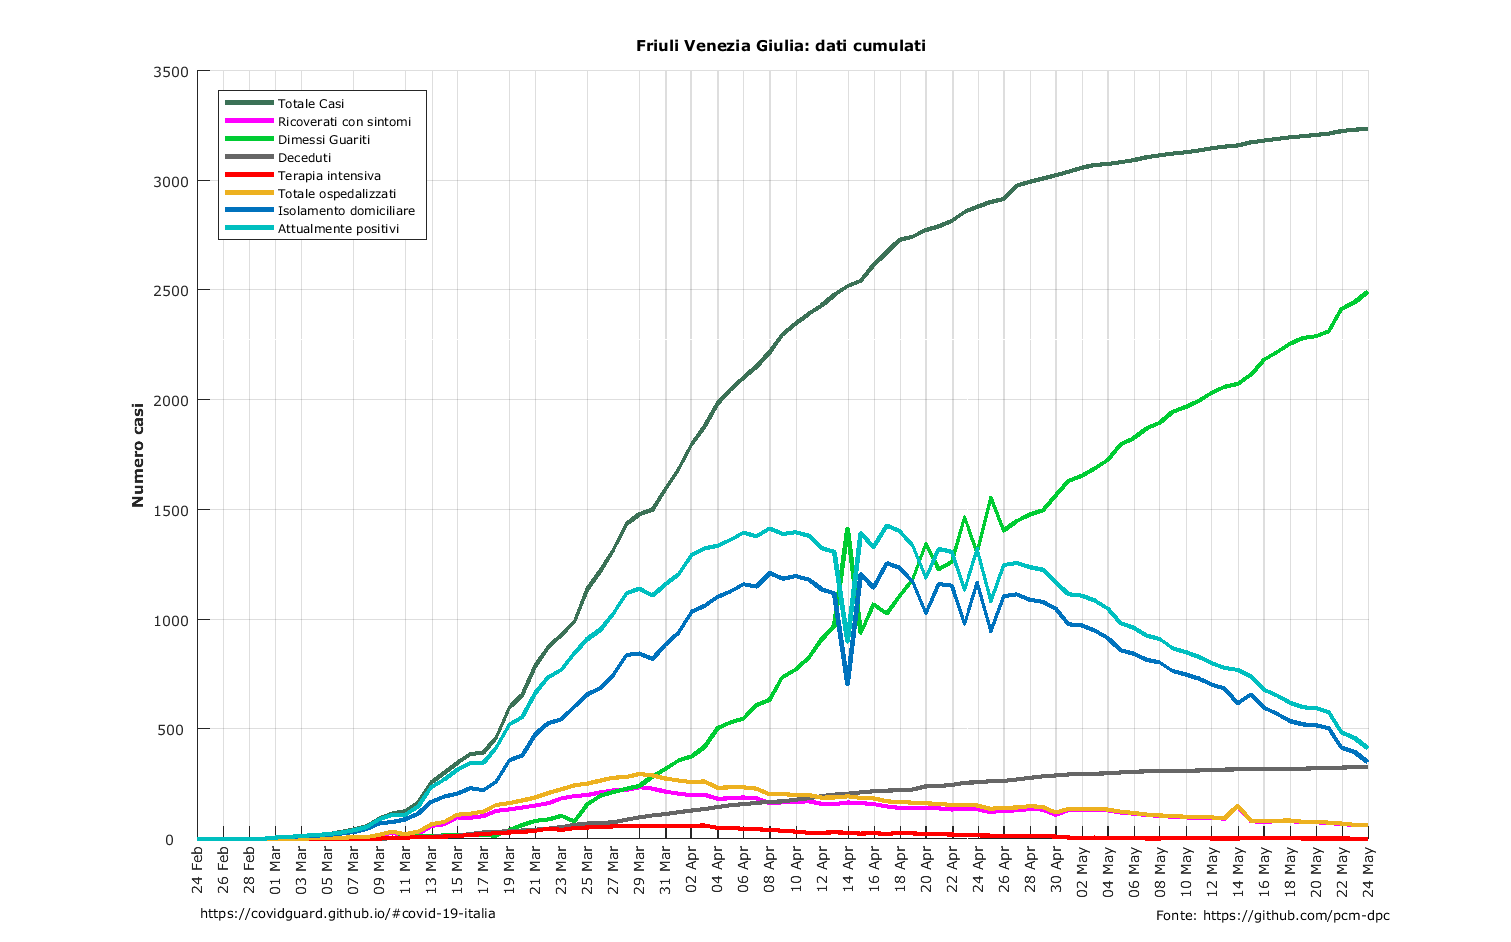 Friuli Venezia Giulia: dati cumulati
3500
3000
2500
2000
1500
1000
500
0
Numero casi
Totale Casi
Ricoverati con sintomi
Dimessi Guariti
Deceduti
Terapia intensiva
Totale ospedalizzati
Isolamento domiciliare
Attualmente positivi
24 Feb
26 Feb
28 Feb
01 Mar
03 Mar
05 Mar
07 Mar
09 Mar
11 Mar
13 Mar
15 Mar
17 Mar
19 Mar
21 Mar
23 Mar
25 Mar
27 Mar
29 Mar
31 Mar
02 Apr
04 Apr
06 Apr
08 Apr
10 Apr
12 Apr
14 Apr
16 Apr
18 Apr
20 Apr
22 Apr
24 Apr
26 Apr
28 Apr
30 Apr
02 May
04 May
06 May
08 May
10 May
12 May
14 May
16 May
18 May
20 May
22 May
24 May
https://covidguard.github.io/#covid-19-italia
Fonte: https://github.com/pcm-dpc